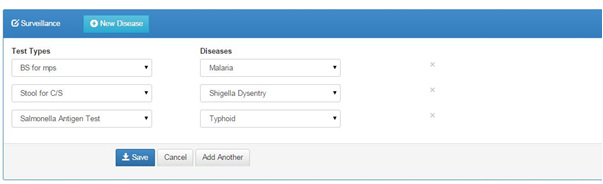 Surveillance New Disease
Test Types Diseases
BS for mps Malaria ×
Stool for C/S Shigella Dysentry ×
Salmonella Antigen Test Typhoid ×
Save Cancel Add Another